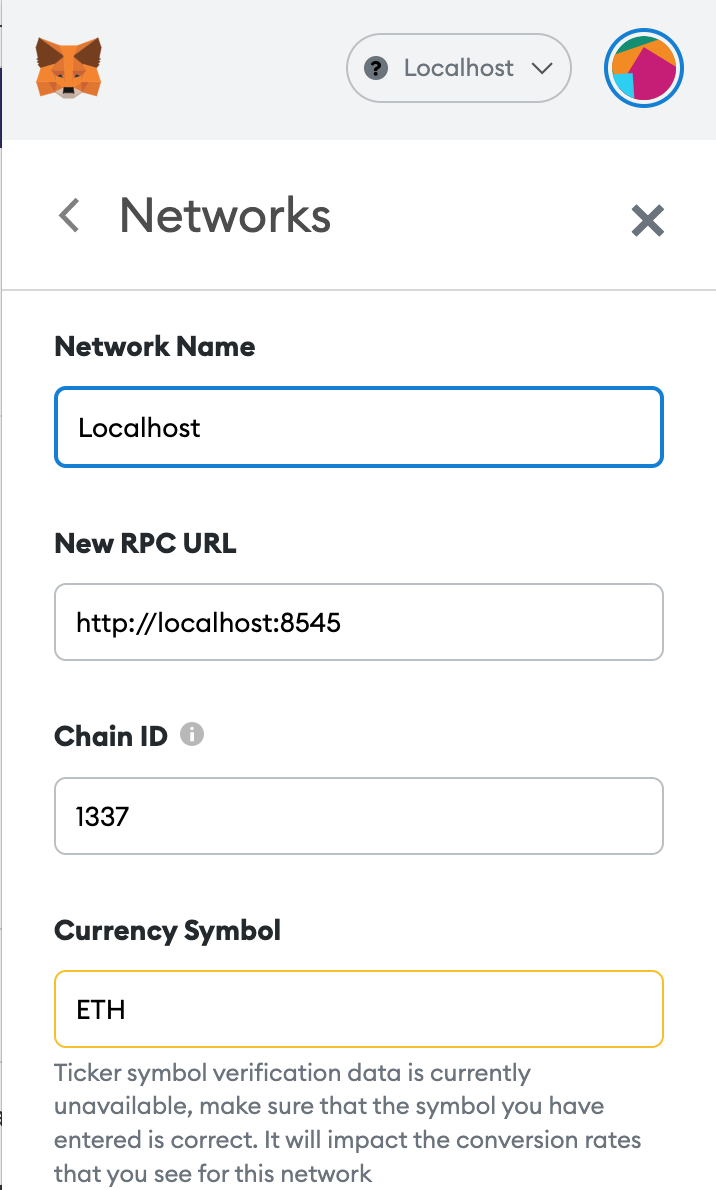 Localhost
Networks
Network Name
Localhost
New RPC URL
http://localhost:8545
Chain ID
1337
Currency Symbol
ETH
Ticker symbol verification data is currently
unavailable, make sure that the symbol you have
entered is correct. It will impact the conversion rates
that you see for this network